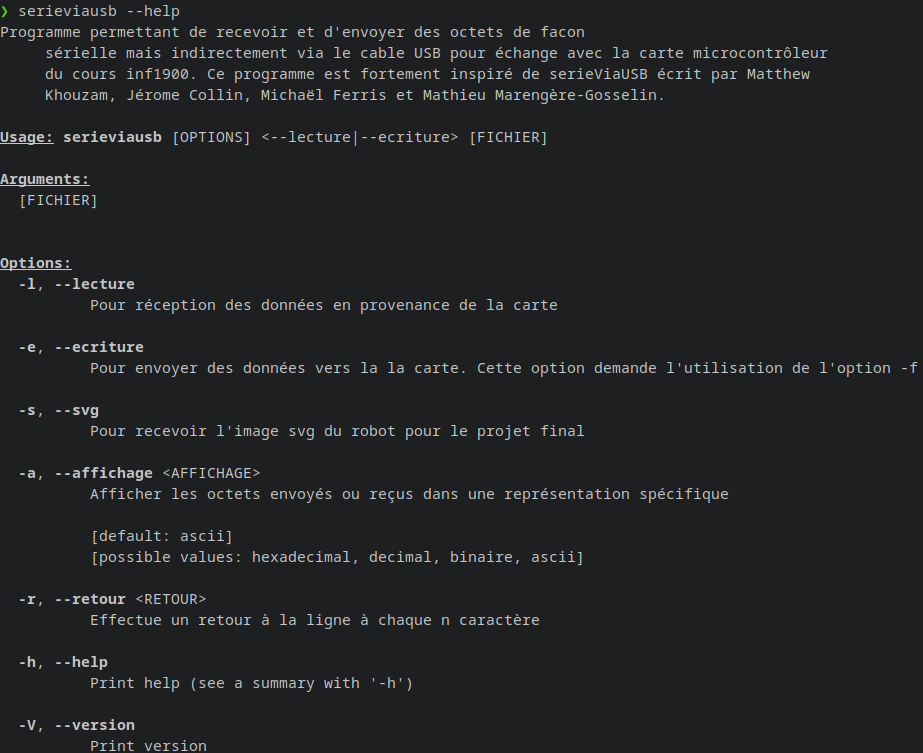 ❯ serieviausb --help
Programme permettant de recevoir et d'envoyer des octets de facon
sérielle mais indirectement via le cable USB pour échange avec la carte microcontrôleur
du cours inf1900. Ce programme est fortement inspiré de serieViaUSB écrit par Matthew
Khouzam, Jérome Collin, Michaël Ferris et Mathieu Marengère-Gosselin.
Usage: serieviausb [OPTIONS] <--lecture|--ecriture> [FICHIER]
Arguments:
[FICHIER]
Options:
-l, --lecture
Pour réception des données en provenance de la carte
-e, --ecriture
Pour envoyer des données vers la la carte. Cette option demande l'utilisation de l'option -f
-s, --svg
Pour recevoir l'image svg du robot pour le projet final
-a, --affichage <AFFICHAGE>
Afficher les octets envoyés ou reçus dans une représentation spécifique
[default: ascii]
[possible values: hexadecimal, decimal, binaire, ascii]
-r, --retour <RETOUR>
Effectue un retour à la ligne à chaque n caractère
-h, --help
Print help (see a summary with '-h')
-V, --version
Print version